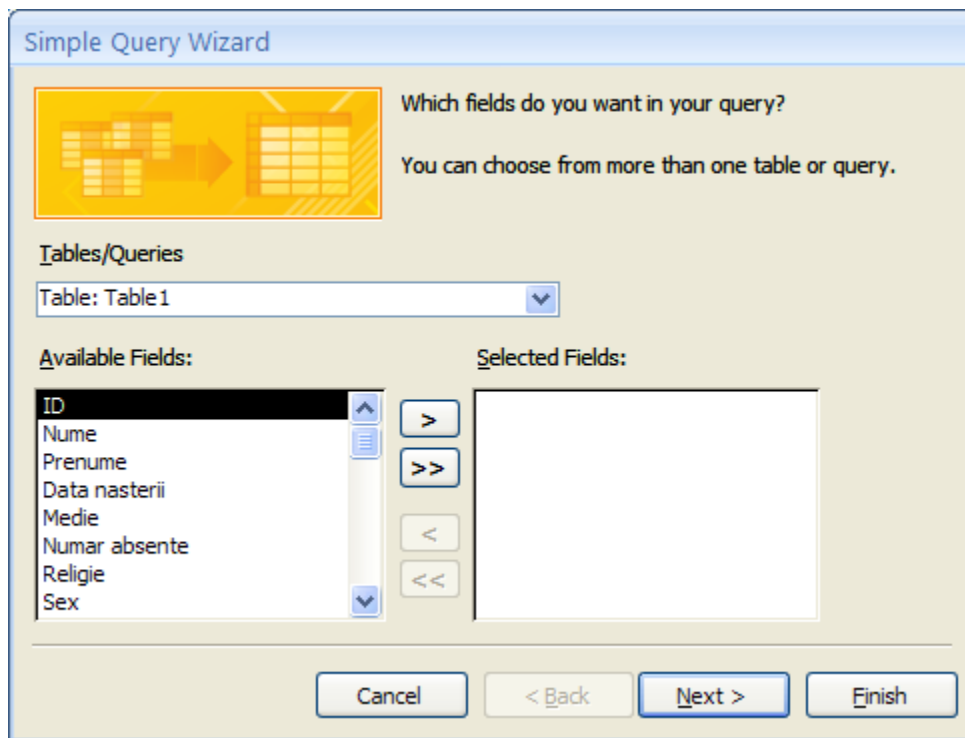 Simple Query Wizard
Which fields do you want in your query?
You can choose from more than one table or query.
Tables/Queries
Table: Table1
Available Fields:
Selected Fields:
ID
Nume
Prenume
Data nasterii
Medie
Numar absente
Religie
Sex
>
>>
<
<<
Cancel
< Back
Next >
Finish